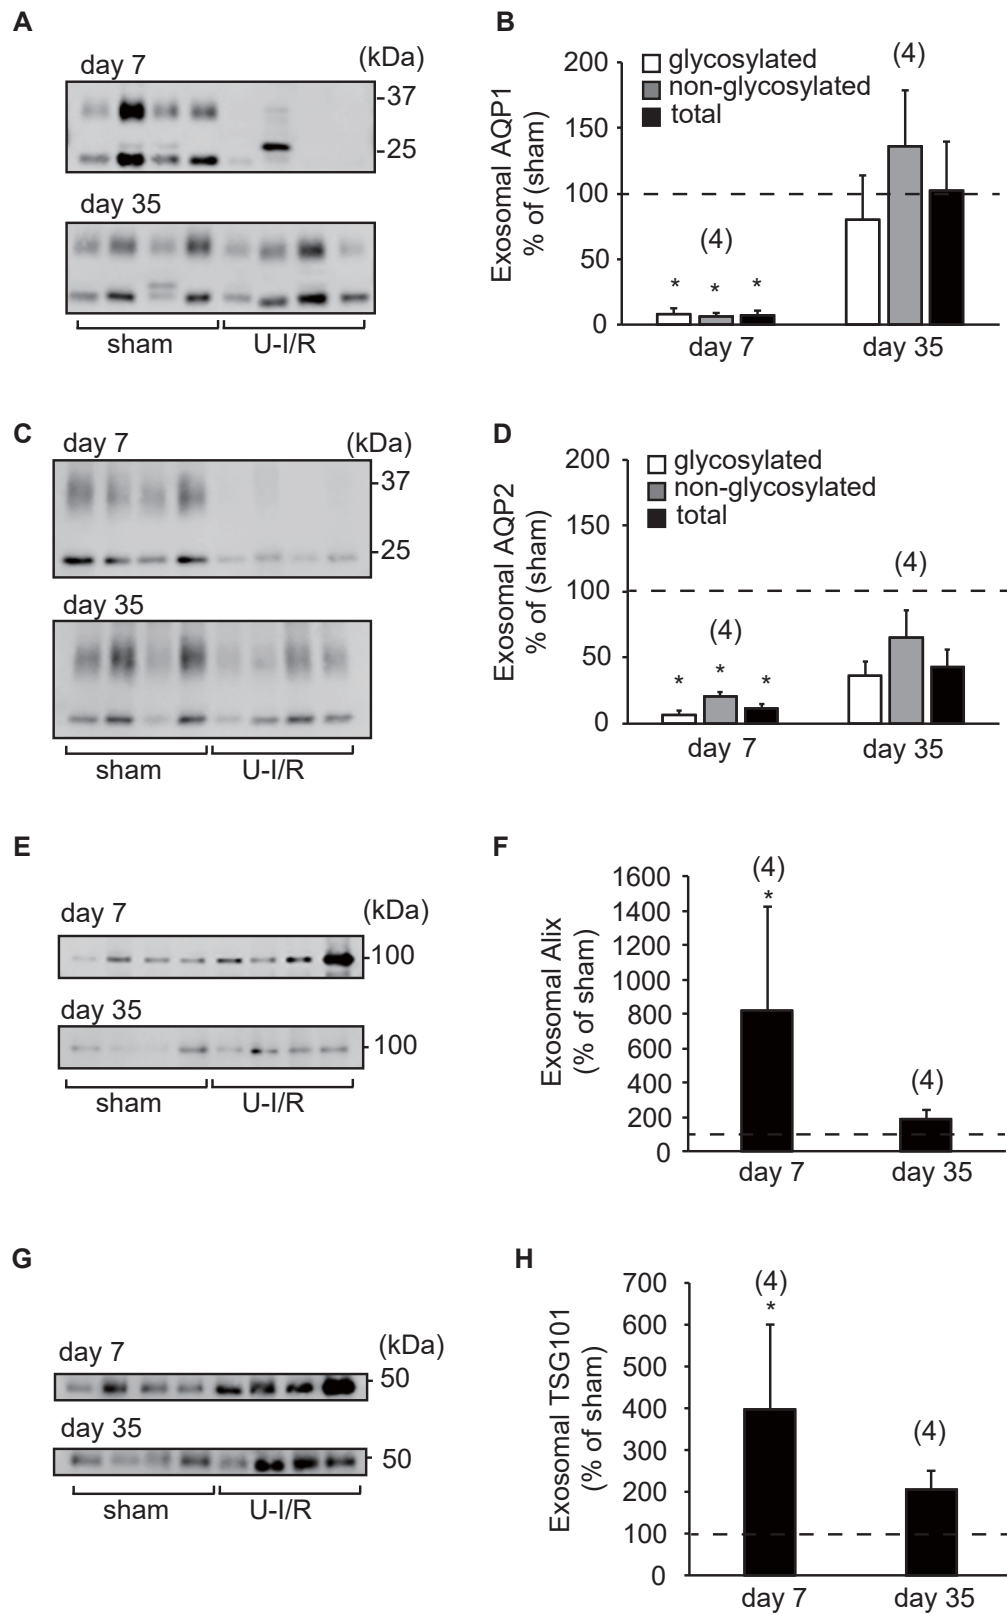 A
day 7
(kDa)
-37
-25
day 35
sham
U-I/R
B
Exosomal AQP1
% of (sham)
200
150
100
50
0
glycosylated
non-glycosylated
total
(4)
(4)
* * *
day 7
day 35
C
day 7
(kDa)
-37
-25
day 35
sham
U-I/R
D
Exosomal AQP2
% of (sham)
200
150
100
50
0
glycosylated
non-glycosylated
total
(4)
(4)
* * *
day 7
day 35
E
day 7
(kDa)
-100
day 35
-100
sham
U-I/R
F
Exosomal Alix
(% of sham)
1600
1400
1200
1000
800
600
400
200
0
(4)
*
(4)
day 7
day 35
G
day 7
(kDa)
- 50
day 35
- 50
sham
U-I/R
H
Exosomal TSG101
(% of sham)
700
600
500
400
300
200
100
0
(4)
*
(4)
day 7
day 35